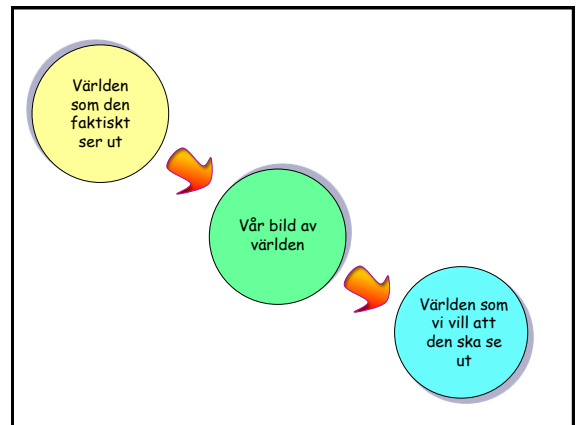 Världen
som den
faktiskt
ser ut
Vår bild av
världen
Världen som
vi vill att
den ska se
ut